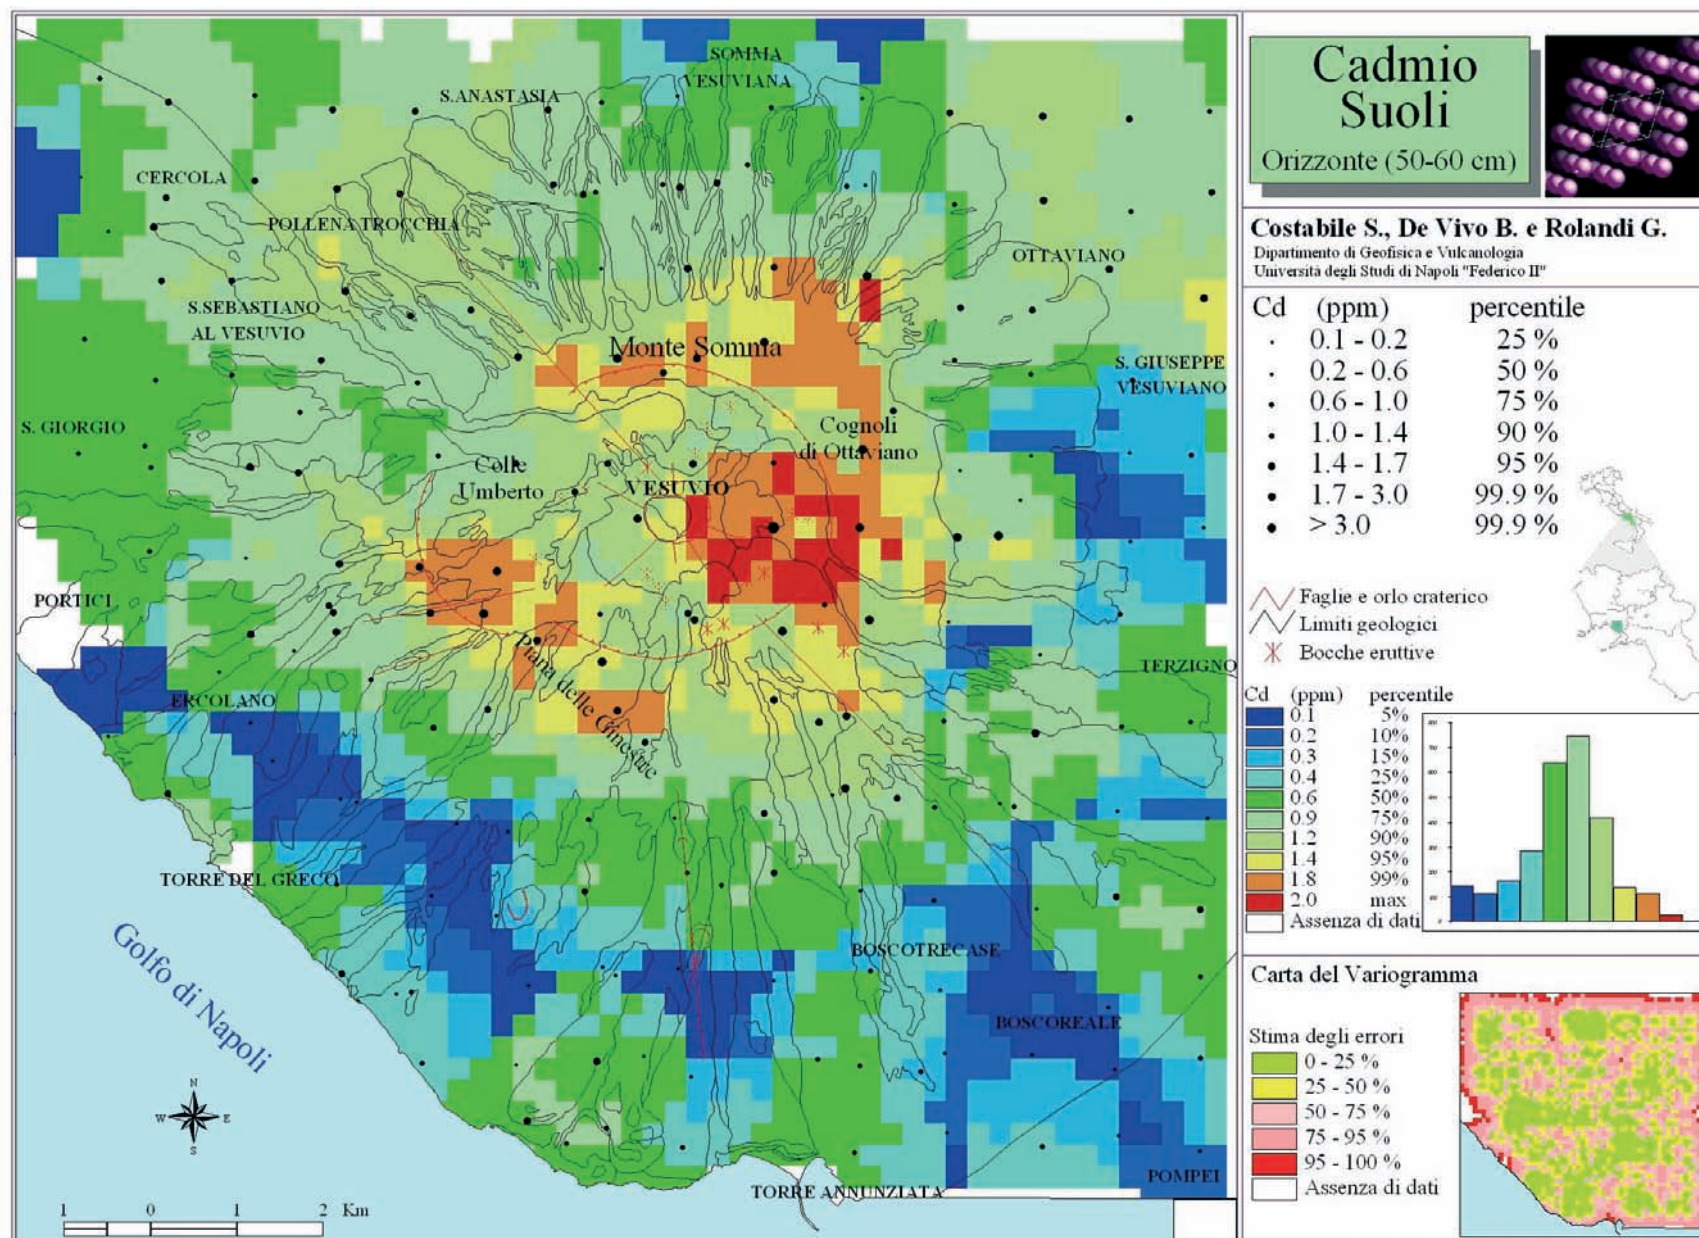 SOMMA
VESUVIANA
S.ANASTASIA
CERCOLA
POLLENA TROCCHIA
OTTAVIANO
S.SEBASTIANO
AL VESUVIO
Monte Somma
S. GIUSEPPE
VESUVIANO
S. GIORGIO
Cognoli
di Ottaviano
Colle
Umberto
VESUVIO
PORTICI
Piana delle Ginestre
TERZIGNO
ERCOLANO
TORRE DEL GRECO
Golfo di Napoli
BOSCOTRECASE
BOSCOREALE
POMPEI
TORRE ANNUNZIATA
N
W E
S
1 0 1 2 Km
Cadmio
Suoli
Orizzonte (50-60 cm)
Costabile S., De Vivo B. e Rolandi G.
Dipartimento di Geofisica e Vulcanologia
Università degli Studi di Napoli "Federico II"
Cd (ppm) percentile
0.1 - 0.2 25 %
0.2 - 0.6 50 %
0.6 - 1.0 75 %
1.0 - 1.4 90 %
1.4 - 1.7 95 %
1.7 - 3.0 99.9 %
> 3.0 99.9 %
Faglie e orlo craterico
Limiti geologici
Bocche eruttive
Cd (ppm) percentile
0.1 5%
0.2 10%
0.3 15%
0.4 25%
0.6 50%
0.9 75%
1.2 90%
1.4 95%
1.8 99%
2.0 max
Assenza di dati
Carta del Variogramma
Stima degli errori
0 - 25 %
25 - 50 %
50 - 75 %
75 - 95 %
95 - 100 %
Assenza di dati